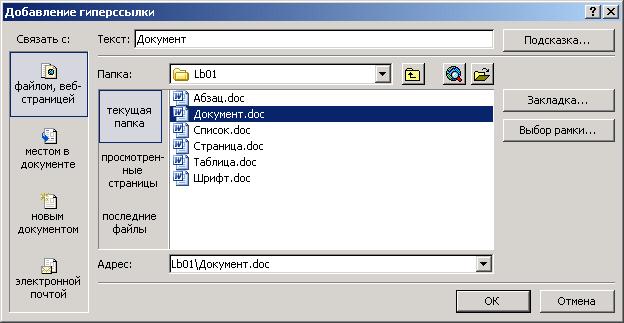 Добавление гиперссылки
Связать с:
Текст:
Документ
Подсказка...
файлом, веб-
страницей
местом в
документе
новым
документом
электронной
почтой
Папка:
Lb01
текущая
папка
просмотрен-
ные
страницы
последние
файлы
Абзац.doc
Документ.doc
Список.doc
Страница.doc
Таблица.doc
Шрифт.doc
Закладка...
Выбор рамки...
Адрес:
Lb01\Документ.doc
ОК
Отмена